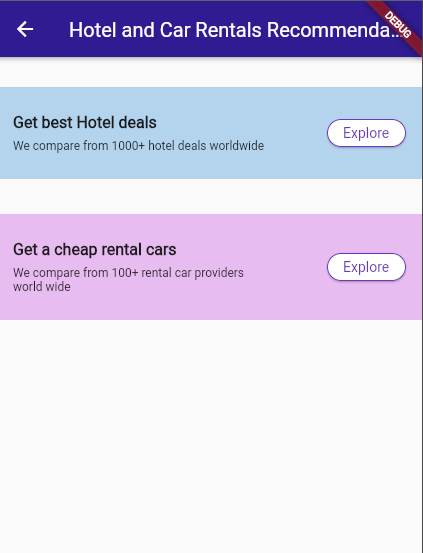 Hotel and Car Rentals Recommenda...
DEBUG
Get best Hotel deals
We compare from 1000+ hotel deals worldwide
Explore
Get a cheap rental cars
We compare from 100+ rental car providers
world wide
Explore